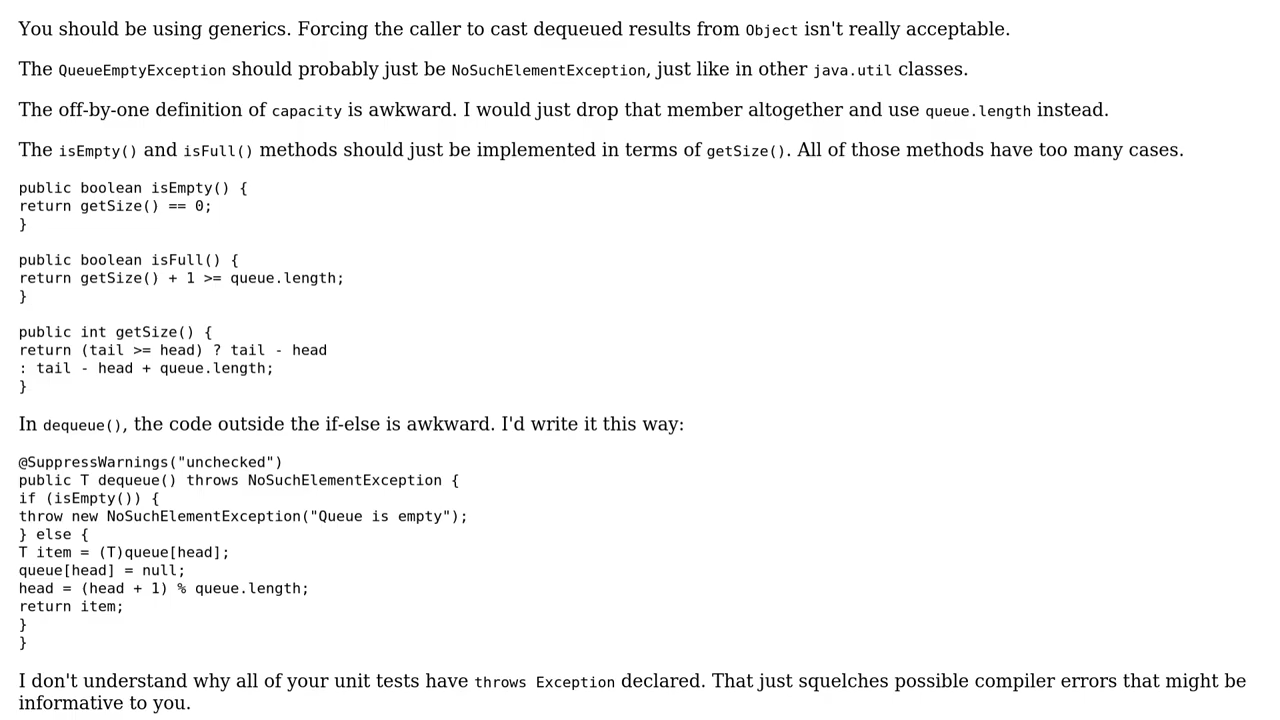 You should be using generics. Forcing the caller to cast dequeued results from Object isn't really acceptable.
The QueueEmptyException should probably just be NoSuchElementException, just like in other java.util classes.
The off-by-one definition of capacity is awkward. I would just drop that member altogether and use queue.length instead.
The isEmpty() and isFull() methods should just be implemented in terms of getSize(). All of those methods have too many cases.
public boolean isEmpty() {
return getSize() == 0;
}
public boolean isFull() {
return getSize() + 1 >= queue.length;
}
public int getSize() {
return (tail >= head) ? tail - head
: tail - head + queue.length;
}
In dequeue(), the code outside the if-else is awkward. I'd write it this way:
@SuppressWarnings("unchecked")
public T dequeue() throws NoSuchElementException {
if (isEmpty()) {
throw new NoSuchElementException("Queue is empty");
} else {
T item = (T)queue[head];
queue[head] = null;
head = (head + 1) % queue.length;
return item;
}
}
I don't understand why all of your unit tests have throws Exception declared. That just squelches possible compiler errors that might be
informative to you.